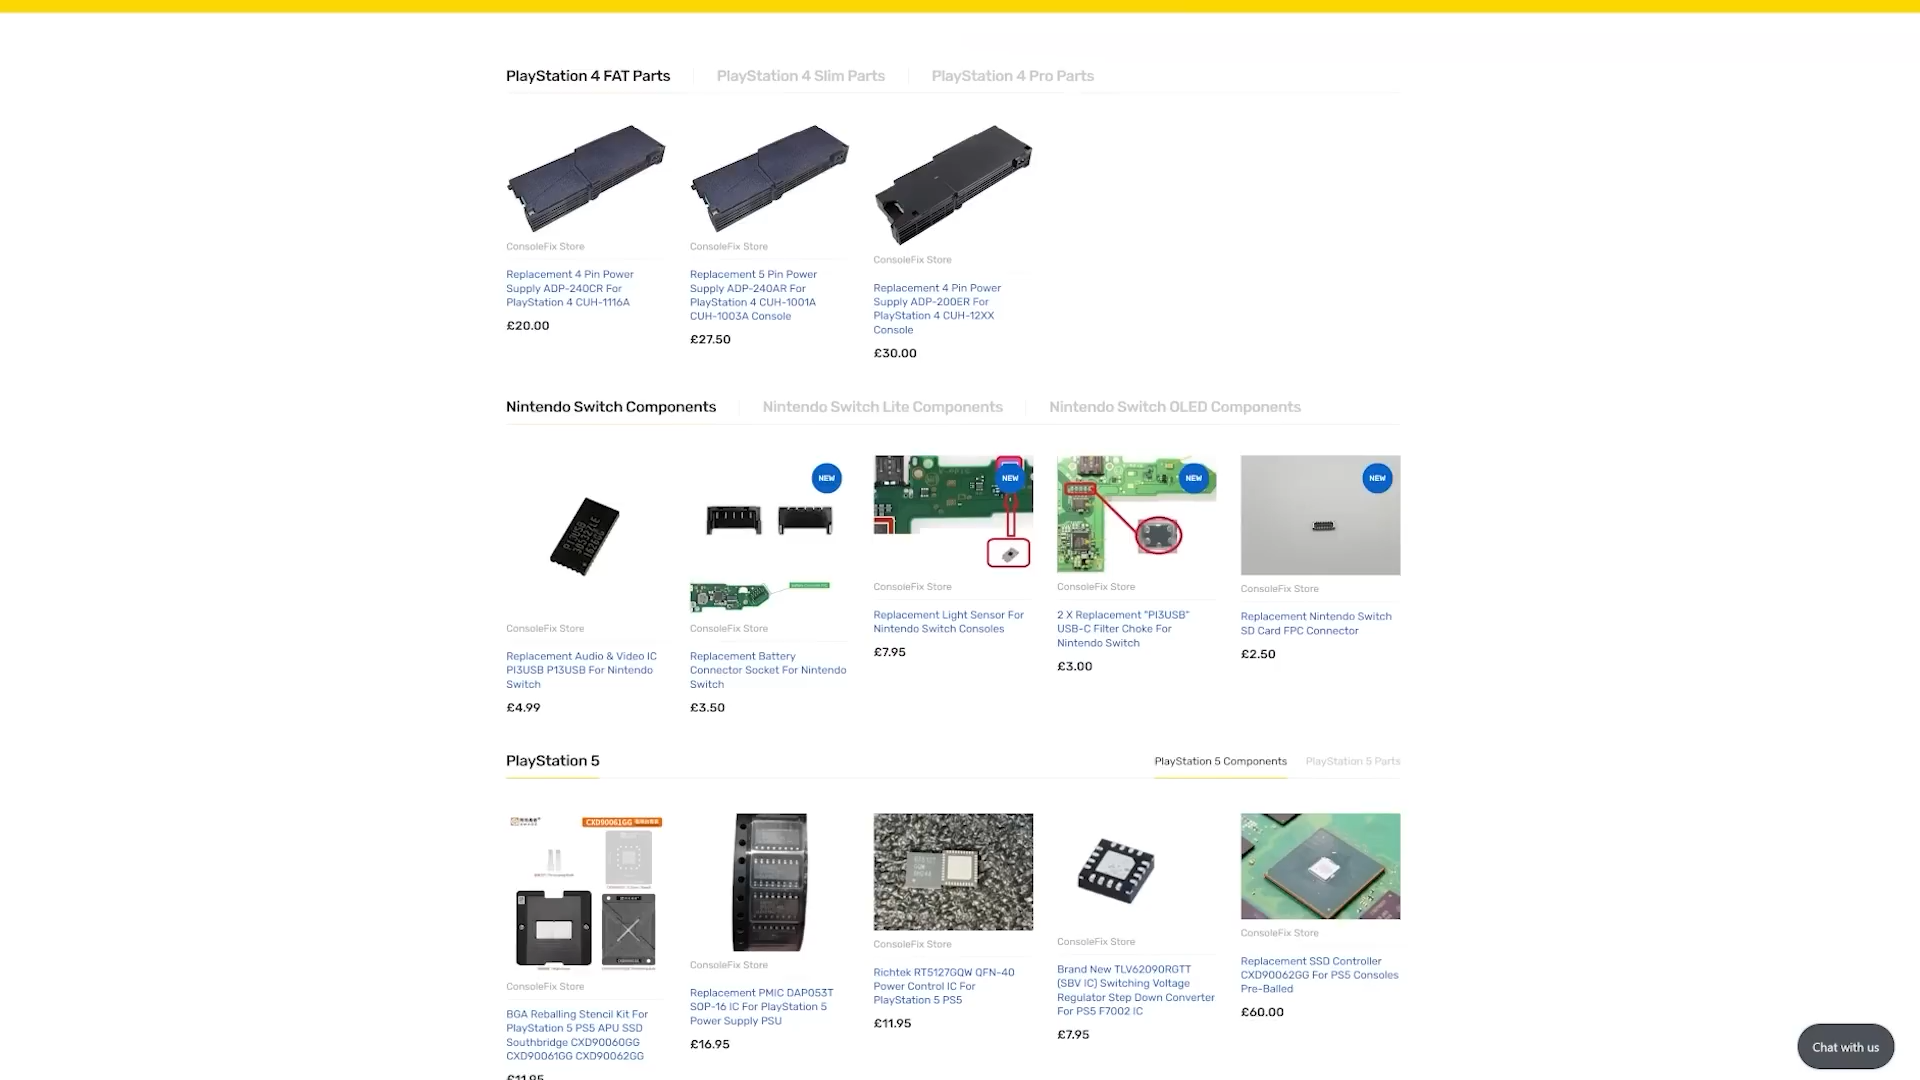 PlayStation 4 FAT Parts
PlayStation 4 Slim Parts
PlayStation 4 Pro Parts
ConsoleFix Store
Replacement 4 Pin Power
Supply ADP-240CR For
PlayStation 4 CUH-1116A
£20.00
ConsoleFix Store
Replacement 5 Pin Power
Supply ADP-240AR For
PlayStation 4 CUH-1001A
CUH-1003A Console
£27.50
ConsoleFix Store
Replacement 4 Pin Power
Supply ADP-200ER For
PlayStation 4 CUH-12XX
Console
£30.00
Nintendo Switch Components
Nintendo Switch Lite Components
Nintendo Switch OLED Components
ConsoleFix Store
Replacement Audio & Video IC
PI3USB P13USB For Nintendo
Switch
£4.99
NEW
ConsoleFix Store
Replacement Battery
Connector Socket For Nintendo
Switch
£3.50
NEW
ConsoleFix Store
Replacement Light Sensor For
Nintendo Switch Consoles
£7.95
NEW
ConsoleFix Store
2 X Replacement "PI3USB"
USB-C Filter Choke For
Nintendo Switch
£3.00
NEW
ConsoleFix Store
Replacement Nintendo Switch
SD Card FPC Connector
£2.50
PlayStation 5
PlayStation 5 Components
PlayStation 5 Parts
CXD90061GG
ConsoleFix Store
BGA Reballing Stencil Kit For
PlayStation 5 PS5 APU SSD
Southbridge CXD90060GG
CXD90061GG CXD90062GG
£11.95
ConsoleFix Store
Replacement PMIC DAP053T
SOP-16 IC For PlayStation 5
Power Supply PSU
£16.95
ConsoleFix Store
Richtek RT5127GQW QFN-40
Power Control IC For
PlayStation 5 PS5
£11.95
ConsoleFix Store
Brand New TLV62090RGTT
(SBV IC) Switching Voltage
Regulator Step Down Converter
For PS5 F7002 IC
£7.95
ConsoleFix Store
Replacement SSD Controller
CXD90062GG For PS5 Consoles
Pre-Balled
£60.00
Chat with us